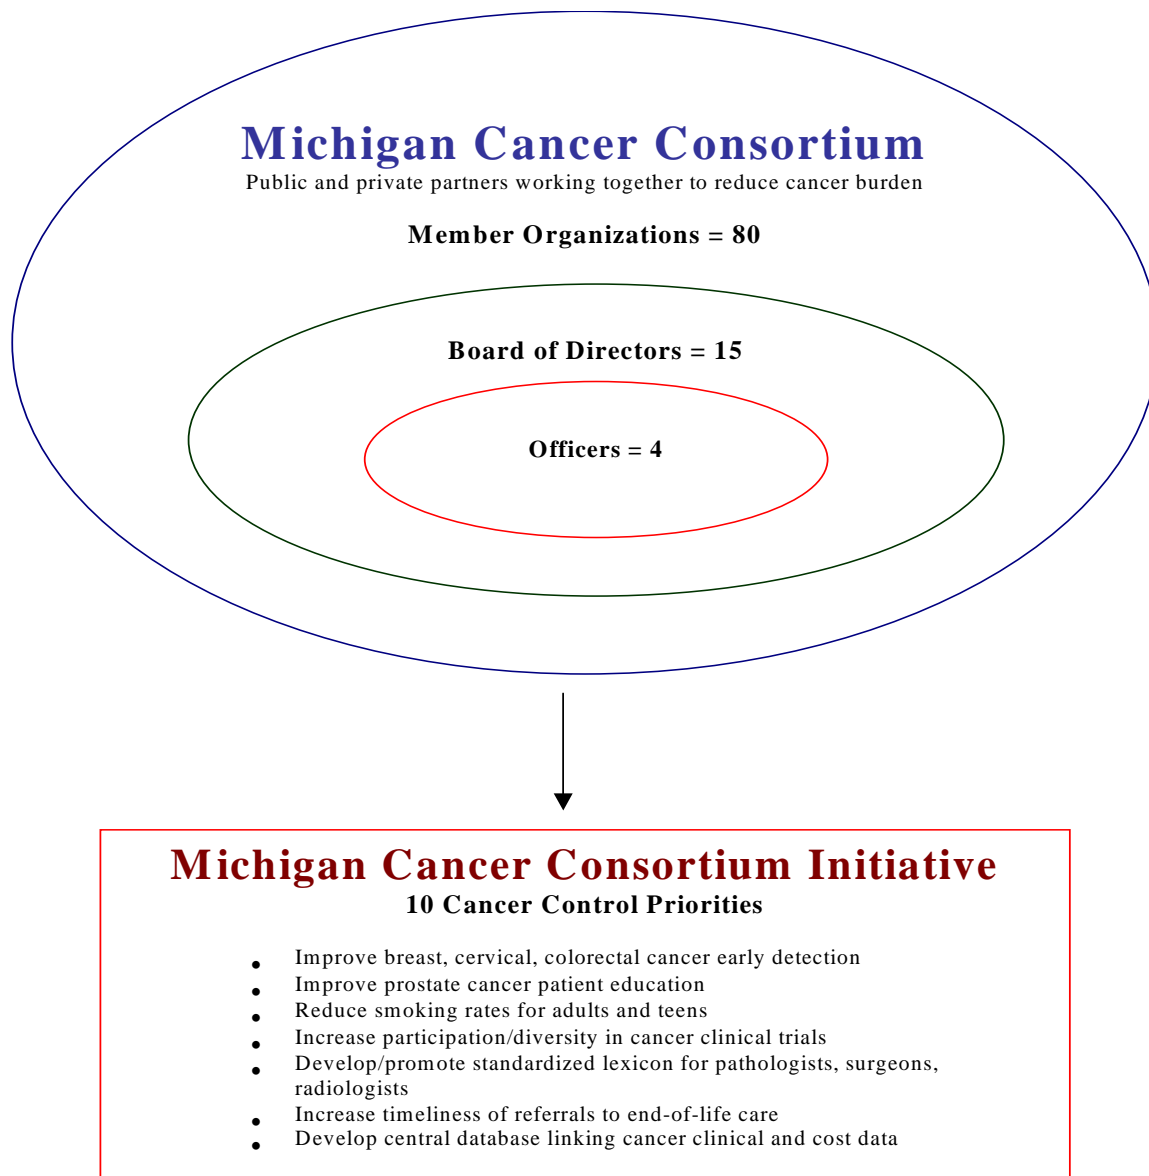 Michigan Cancer Consortium
Public and private partners working together to reduce cancer burden
Member Organizations = 80
Board of Directors = 15
Officers = 4
Michigan Cancer Consortium Initiative
10 Cancer Control Priorities
• Improve breast, cervical, colorectal cancer early detection
• Improve prostate cancer patient education
• Reduce smoking rates for adults and teens
• Increase participation/diversity in cancer clinical trials
• Develop/promote standardized lexicon for pathologists, surgeons,
radiologists
• Increase timeliness of referrals to end-of-life care
• Develop central database linking cancer clinical and cost data